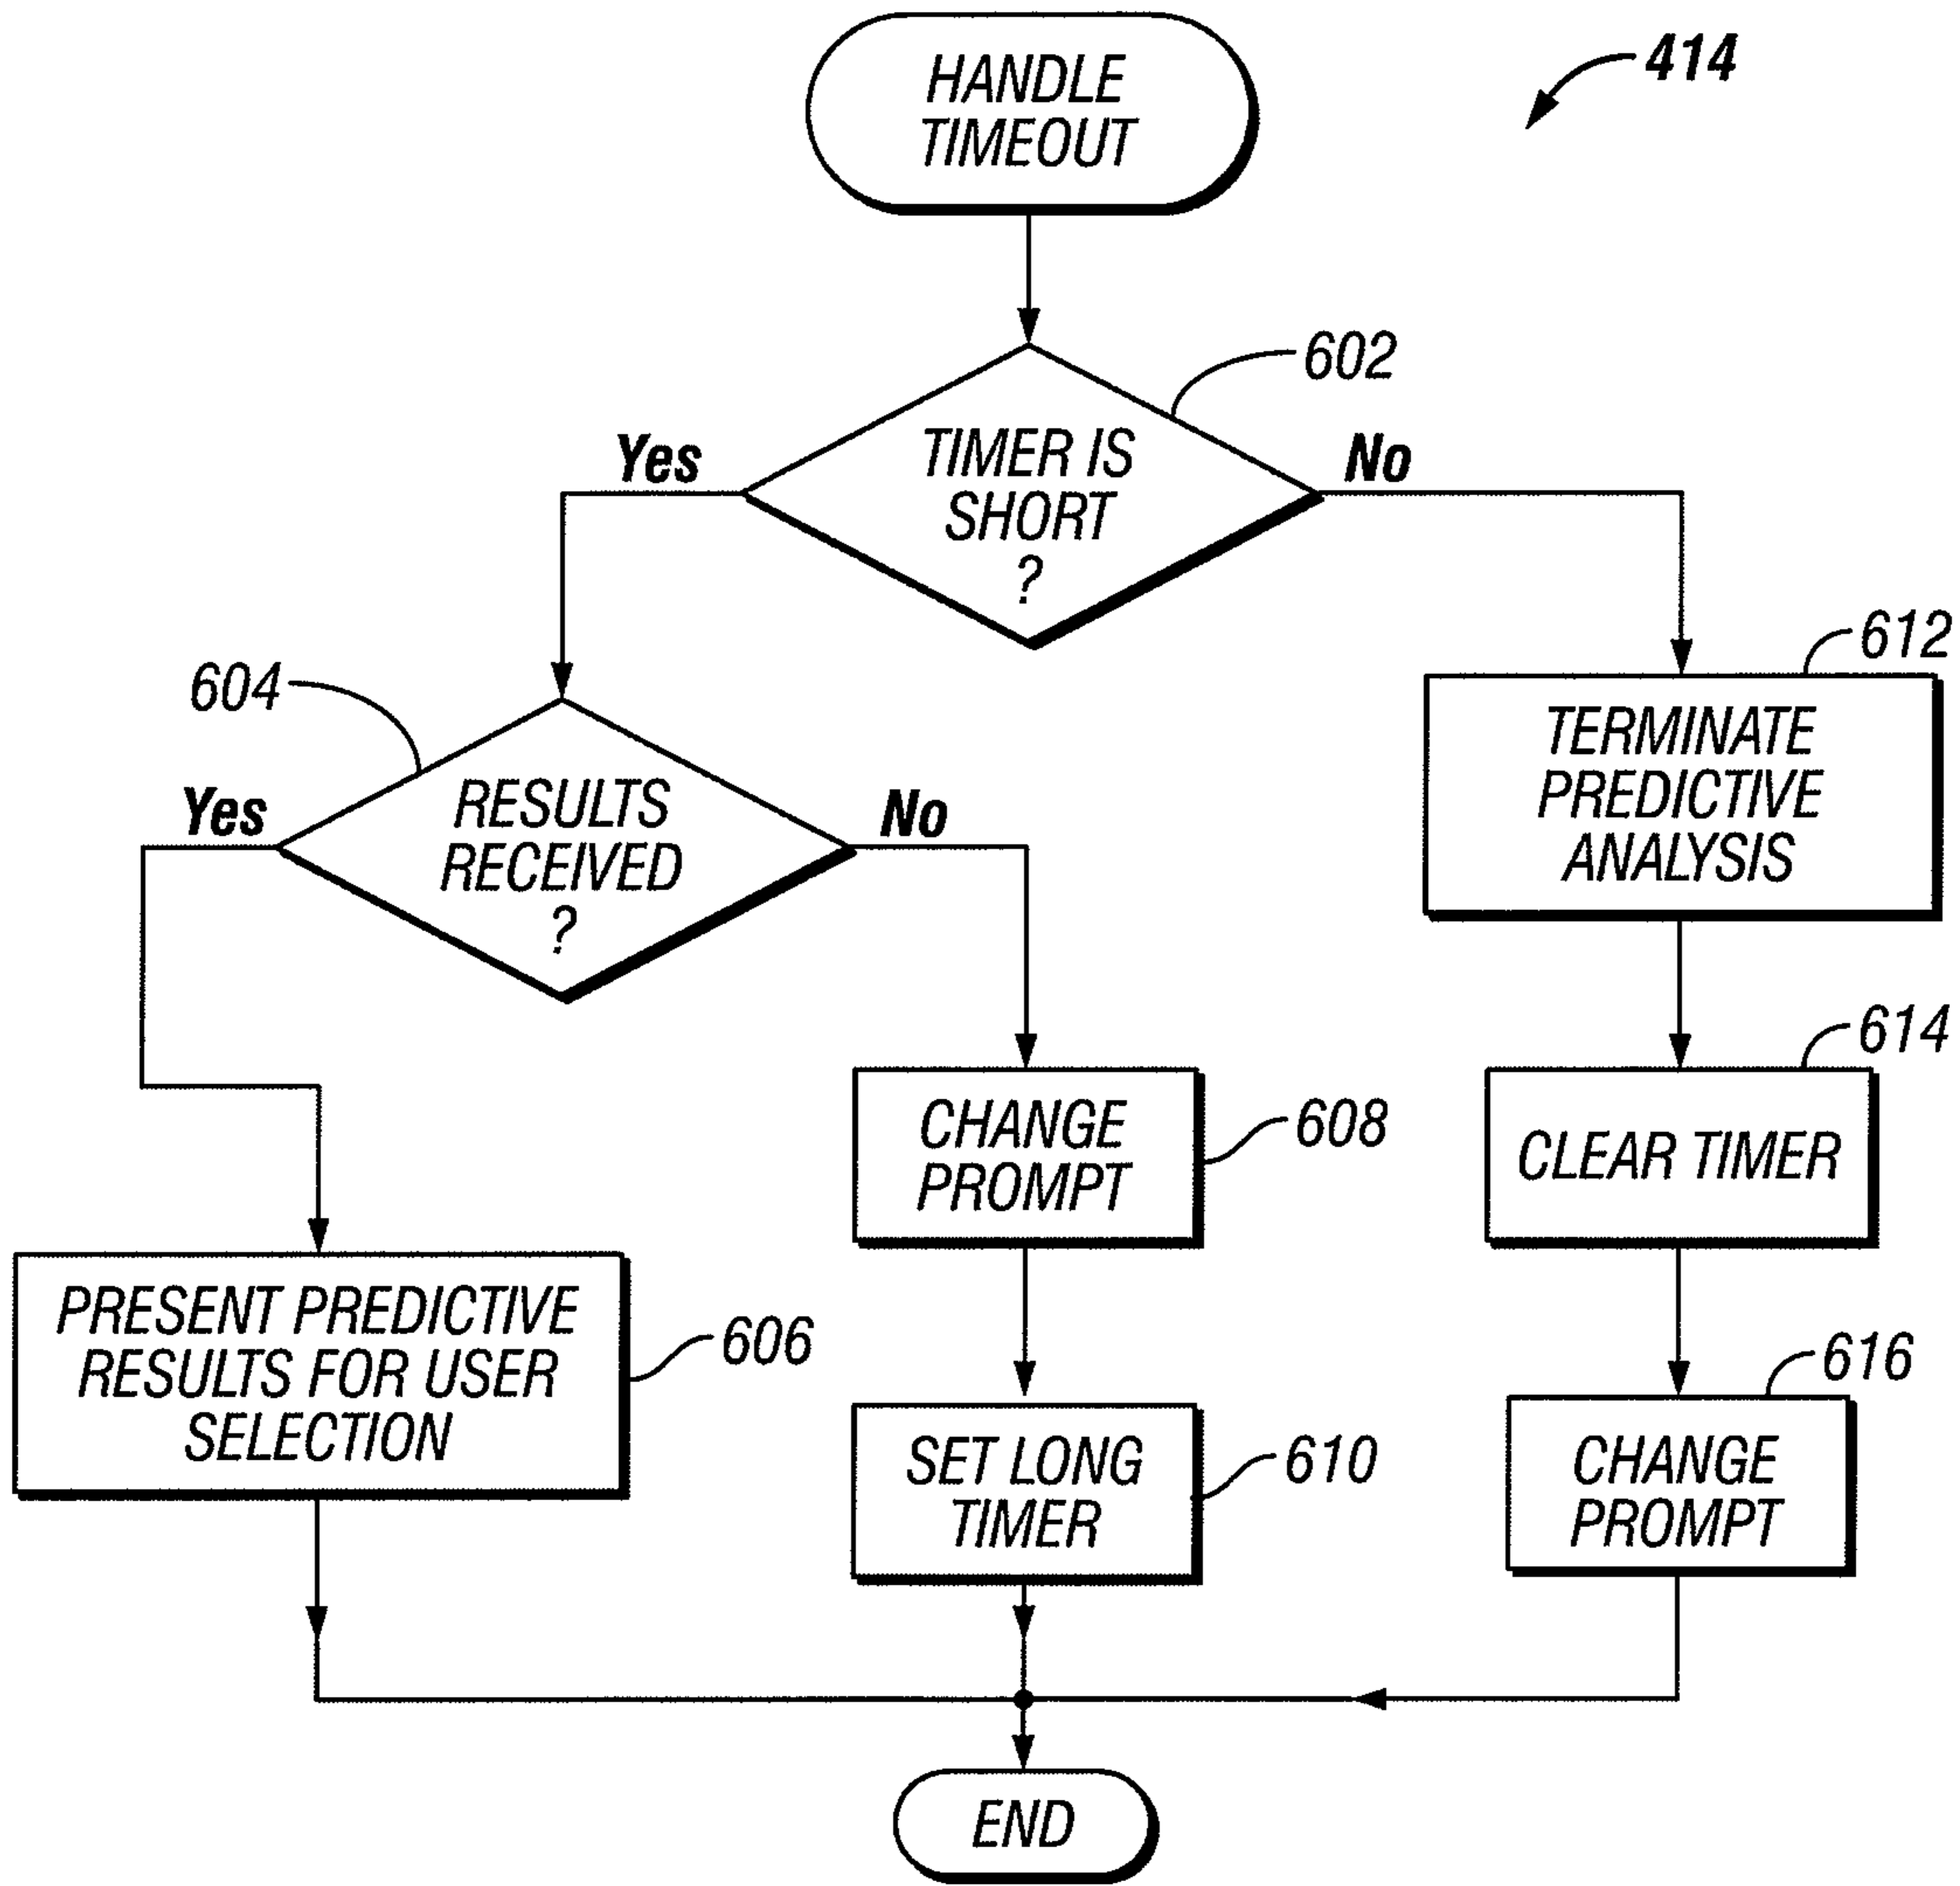 HANDLE
TIMEOUT
414
602
TIMER IS
SHORT
?
Yes
No
604
612
RESULTS
RECEIVED
?
Yes
No
TERMINATE
PREDICTIVE
ANALYSIS
614
CHANGE
PROMPT
608
CLEAR TIMER
PRESENT PREDICTIVE
RESULTS FOR USER
SELECTION
606
616
SET LONG
TIMER
610
CHANGE
PROMPT
END